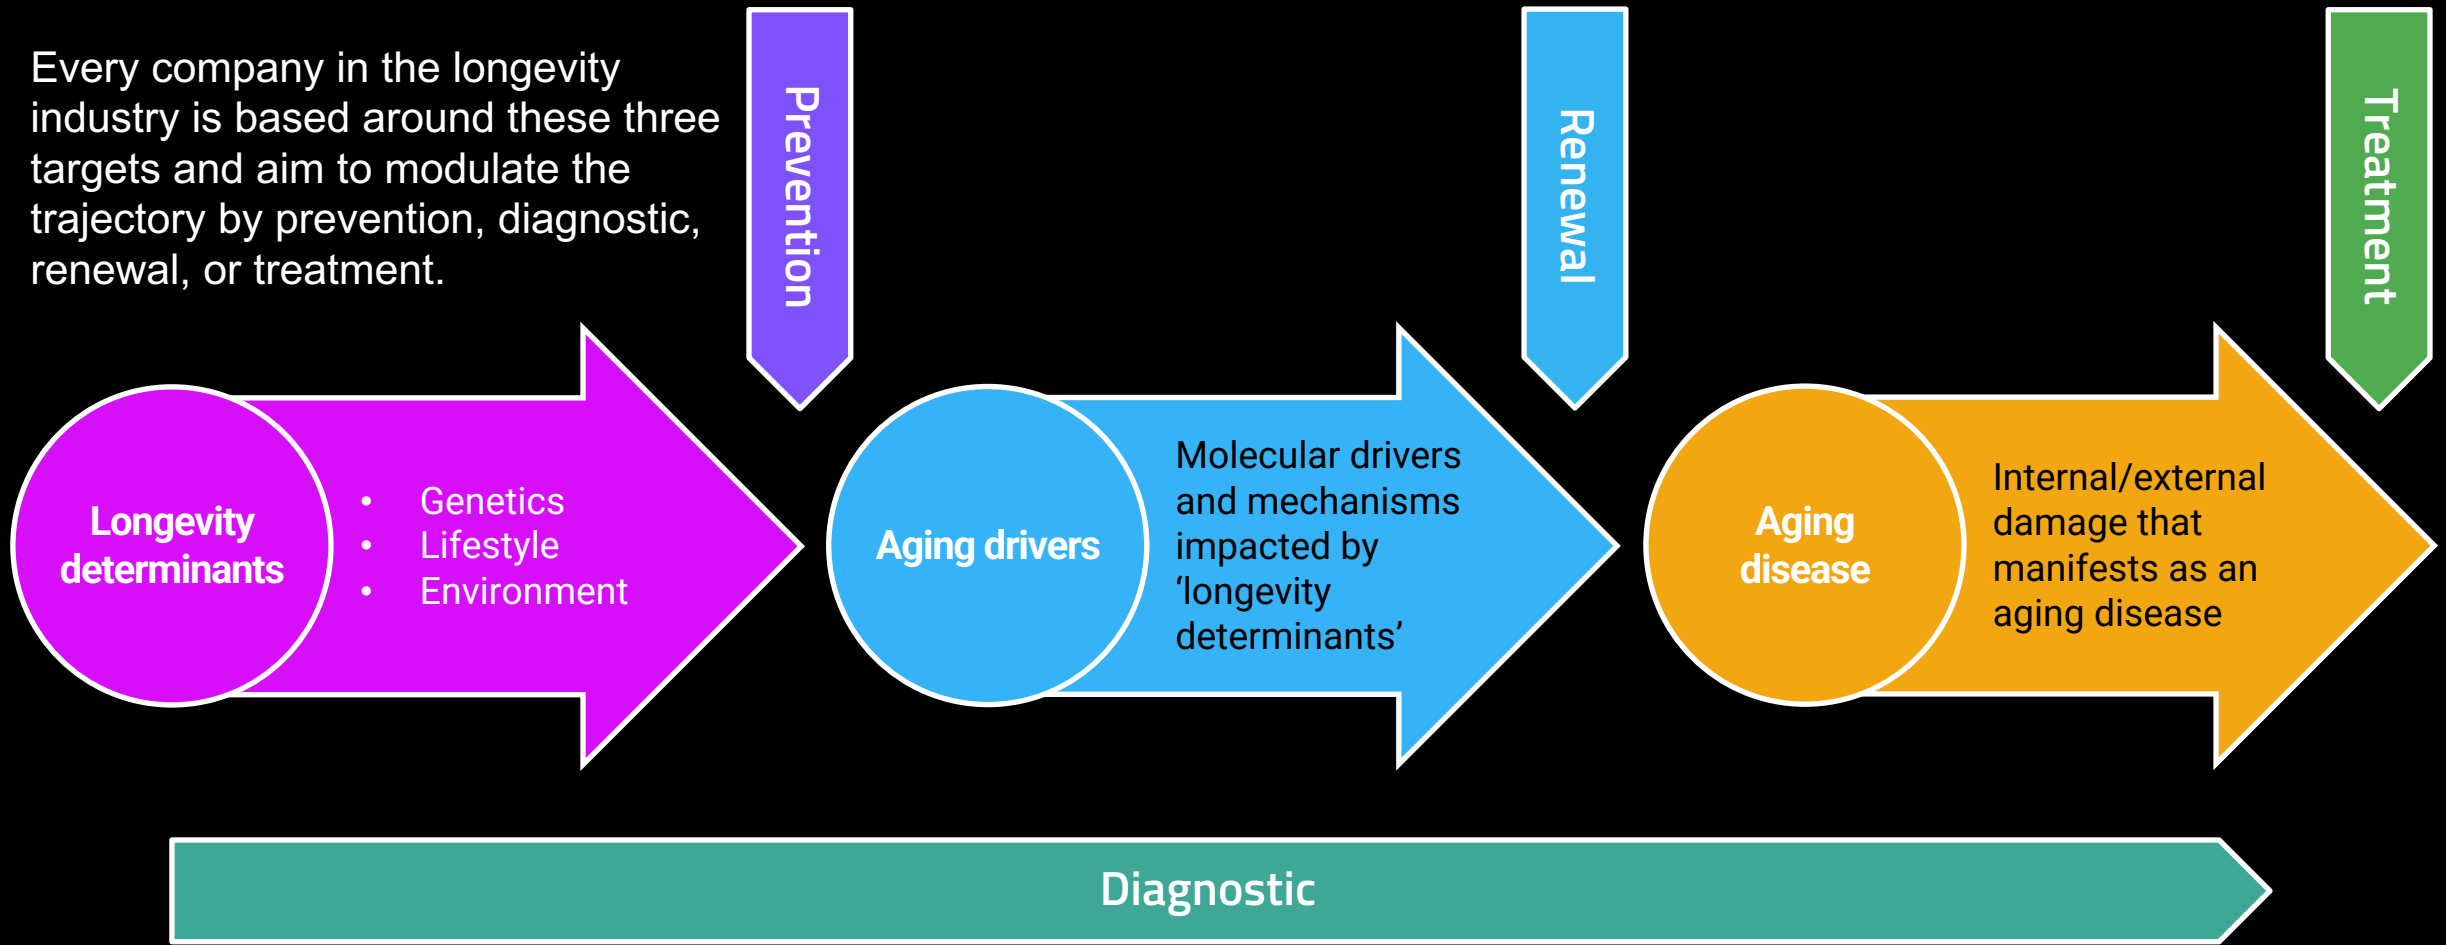 Every company in the longevity
industry is based around these three
targets and aim to modulate the
trajectory by prevention, diagnostic,
renewal, or treatment.
Prevention
Renewal
Treatment
Longevity
determinants
• Genetics
• Lifestyle
• Environment
Aging drivers
Molecular drivers
and mechanisms
impacted by
‘longevity
determinants’
Aging
disease
Internal/external
damage that
manifests as an
aging disease
Diagnostic